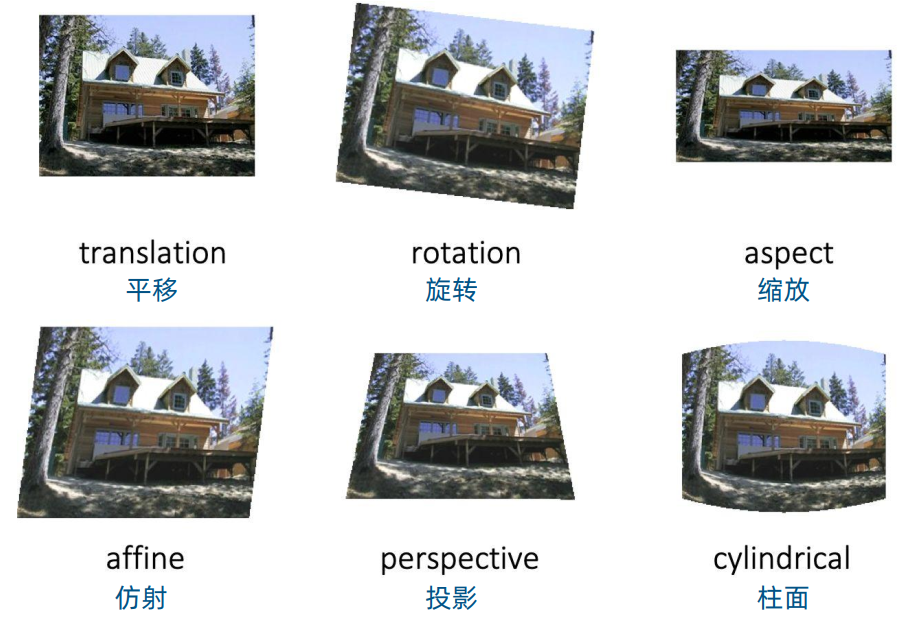 translation
平移
rotation
旋转
aspect
缩放
affine
仿射
perspective
投影
cylindrical
柱面